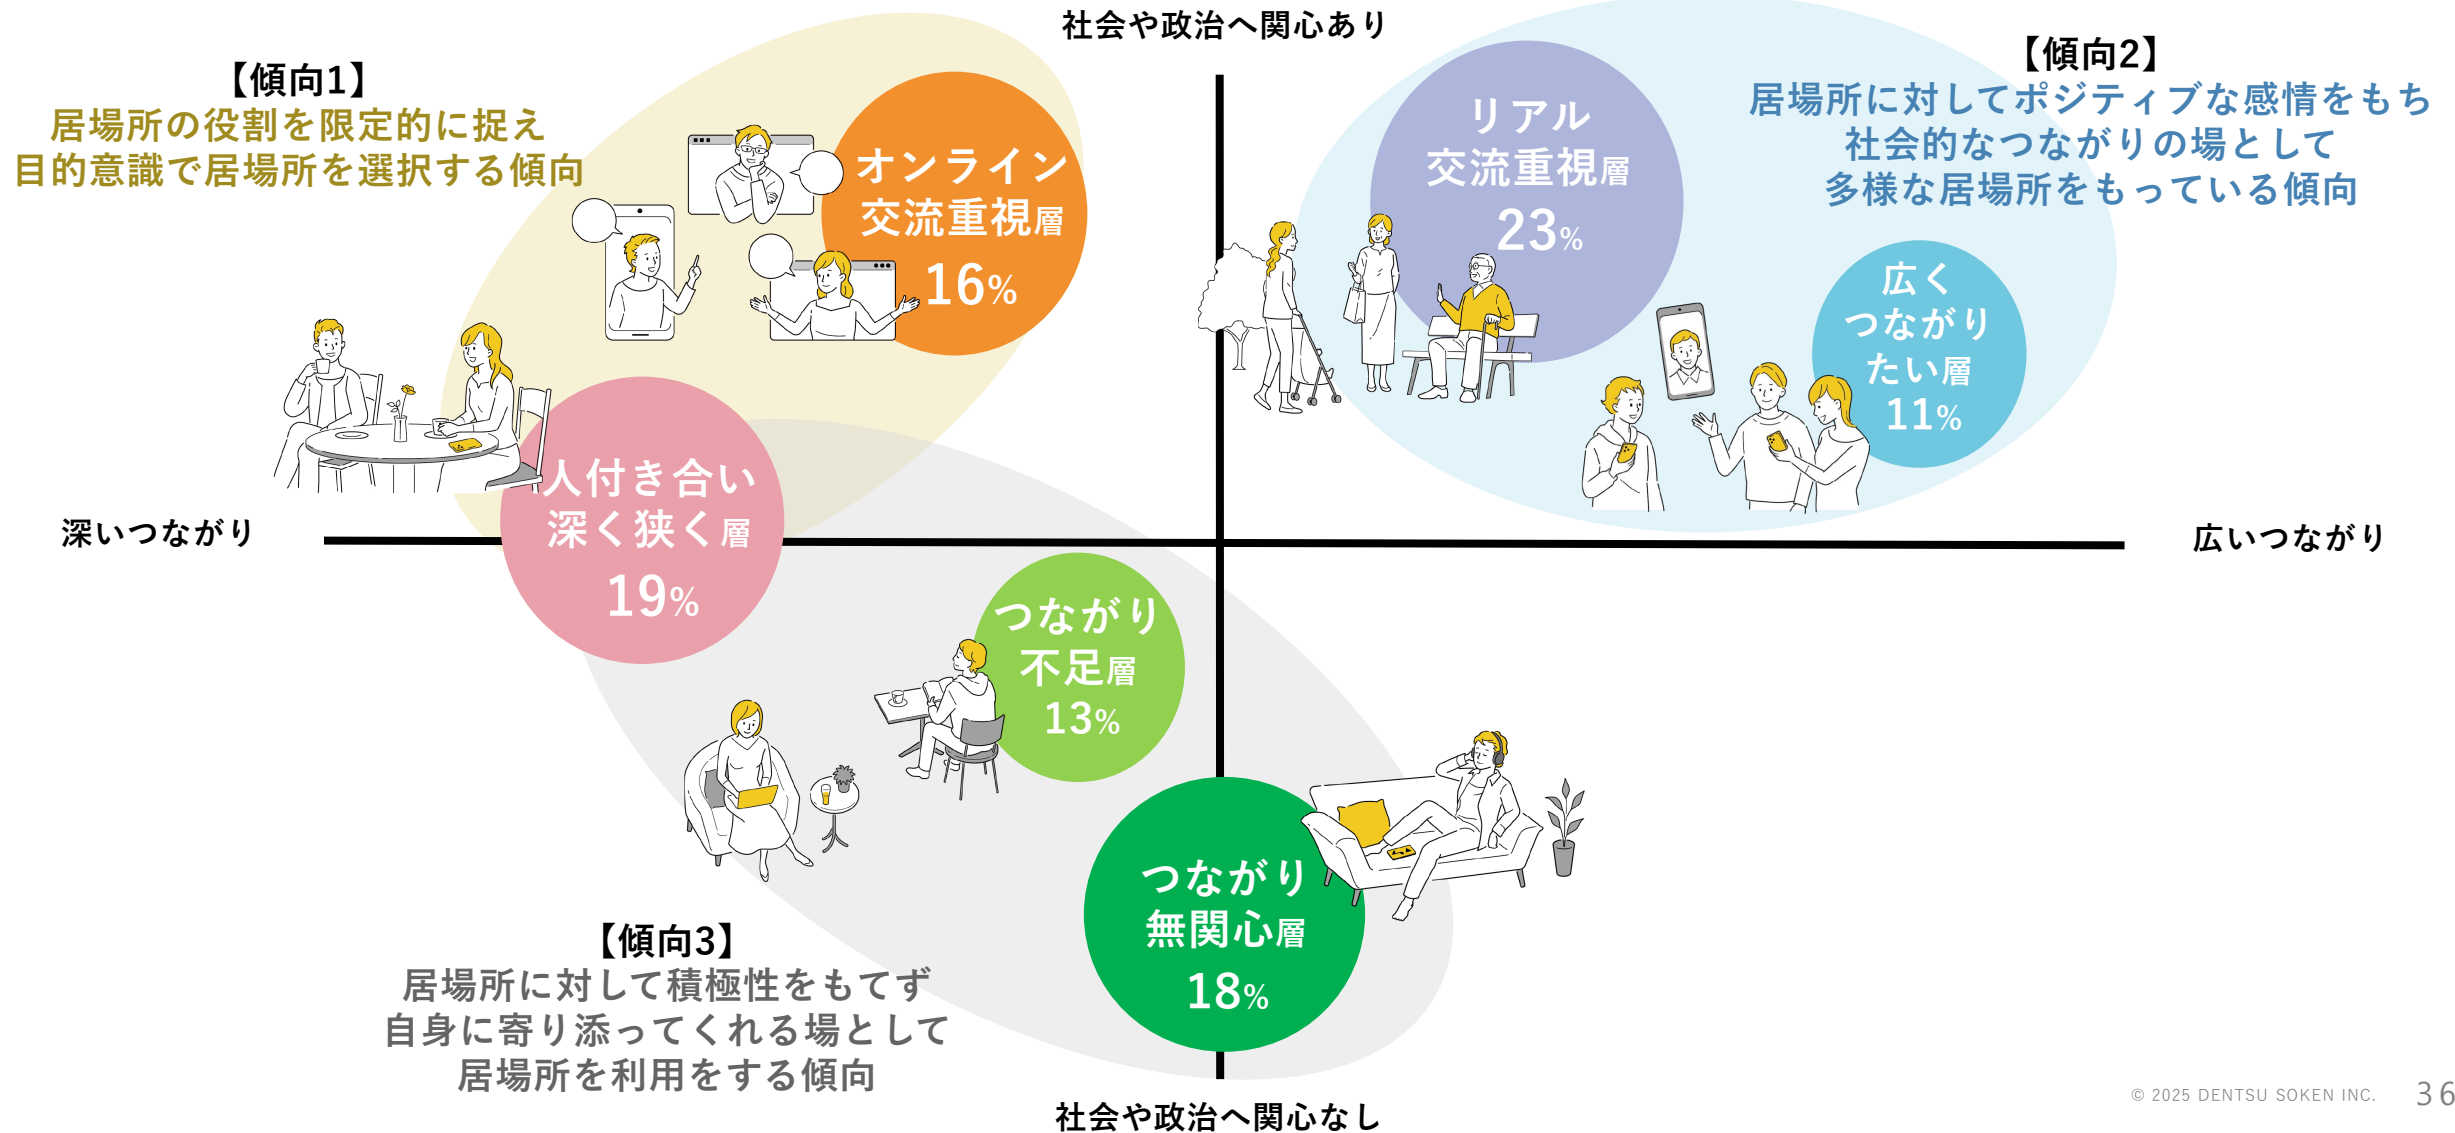 社会や政治へ関心あり
【傾向1】
居場所の役割を限定的に捉え
目的意識で居場所を選択する傾向
オンライン
交流重視層
16%
リアル
交流重視層
23%
【傾向2】
居場所に対してポジティブな感情をもち
社会的なつながりの場として
多様な居場所をもっている傾向
広く
つながり
たい層
11%
人付き合い
深く狭く層
19%
深いつながり
広いつながり
つながり
不足層
13%
つながり
無関心層
18%
【傾向3】
居場所に対して積極性をもてず
自身に寄り添ってくれる場として
居場所を利用をする傾向
社会や政治へ関心なし
© 2025 DENTSU SOKEN INC.
36